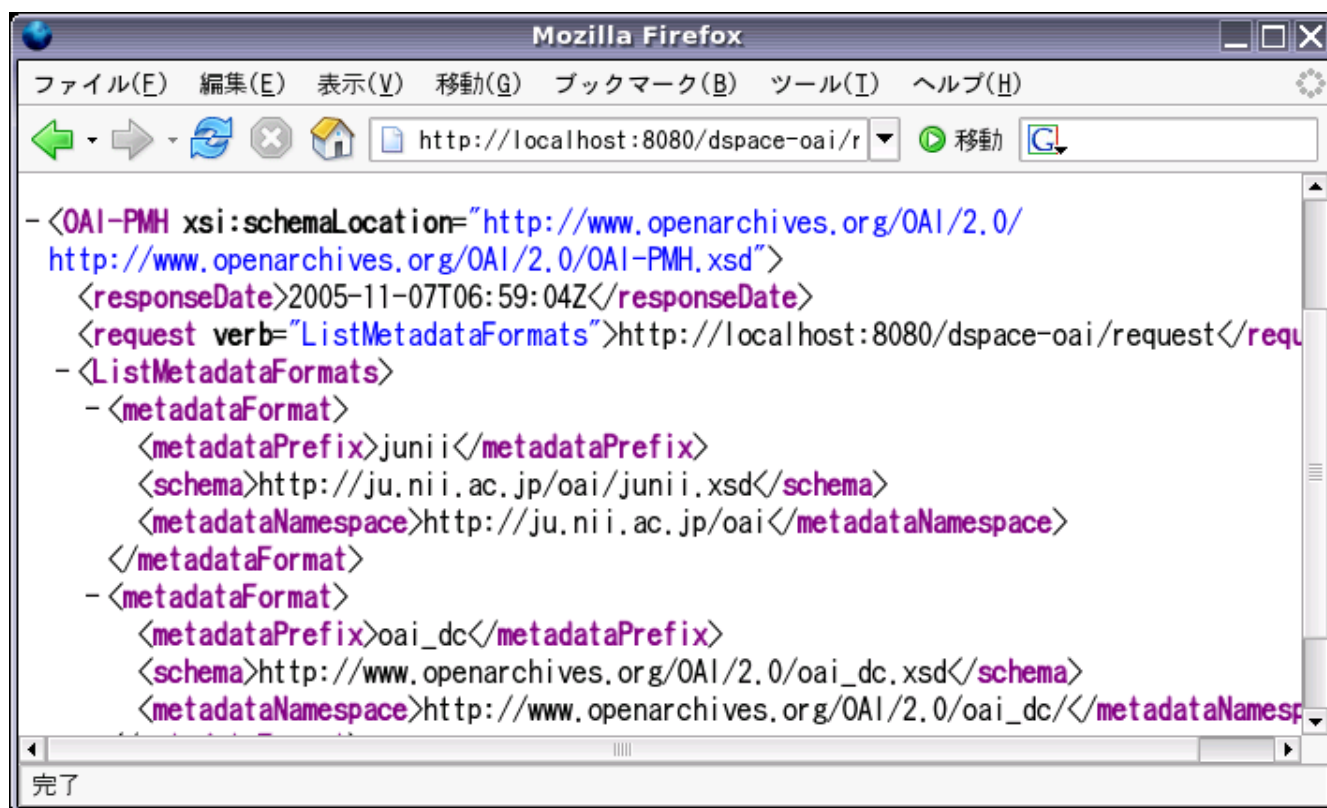 Mozilla Firefox
ファイル(F) 編集(E) 表示(V) 移動(G) ブックマーク(B) ツール(T) ヘルプ(H)
http://localhost:8080/dspace-oai/r 移動 G
- <OAI-PMH xsi:schemaLocation="http://www.openarchives.org/OAI/2.0/
http://www.openarchives.org/OAI/2.0/OAI-PMH.xsd">
<responseDate>2005-11-07T06:59:04Z</responseDate>
<request verb="ListMetadataFormats">http://localhost:8080/dspace-oai/request</requ
- <ListMetadataFormats>
- <metadataFormat>
<metadataPrefix>junii</metadataPrefix>
<schema>http://ju.nii.ac.jp/oai/junii.xsd</schema>
<metadataNamespace>http://ju.nii.ac.jp/oai</metadataNamespace>
</metadataFormat>
- <metadataFormat>
<metadataPrefix>oai_dc</metadataPrefix>
<schema>http://www.openarchives.org/OAI/2.0/oai_dc.xsd</schema>
<metadataNamespace>http://www.openarchives.org/OAI/2.0/oai_dc/</metadataNamesp
完了